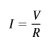 I = V/R